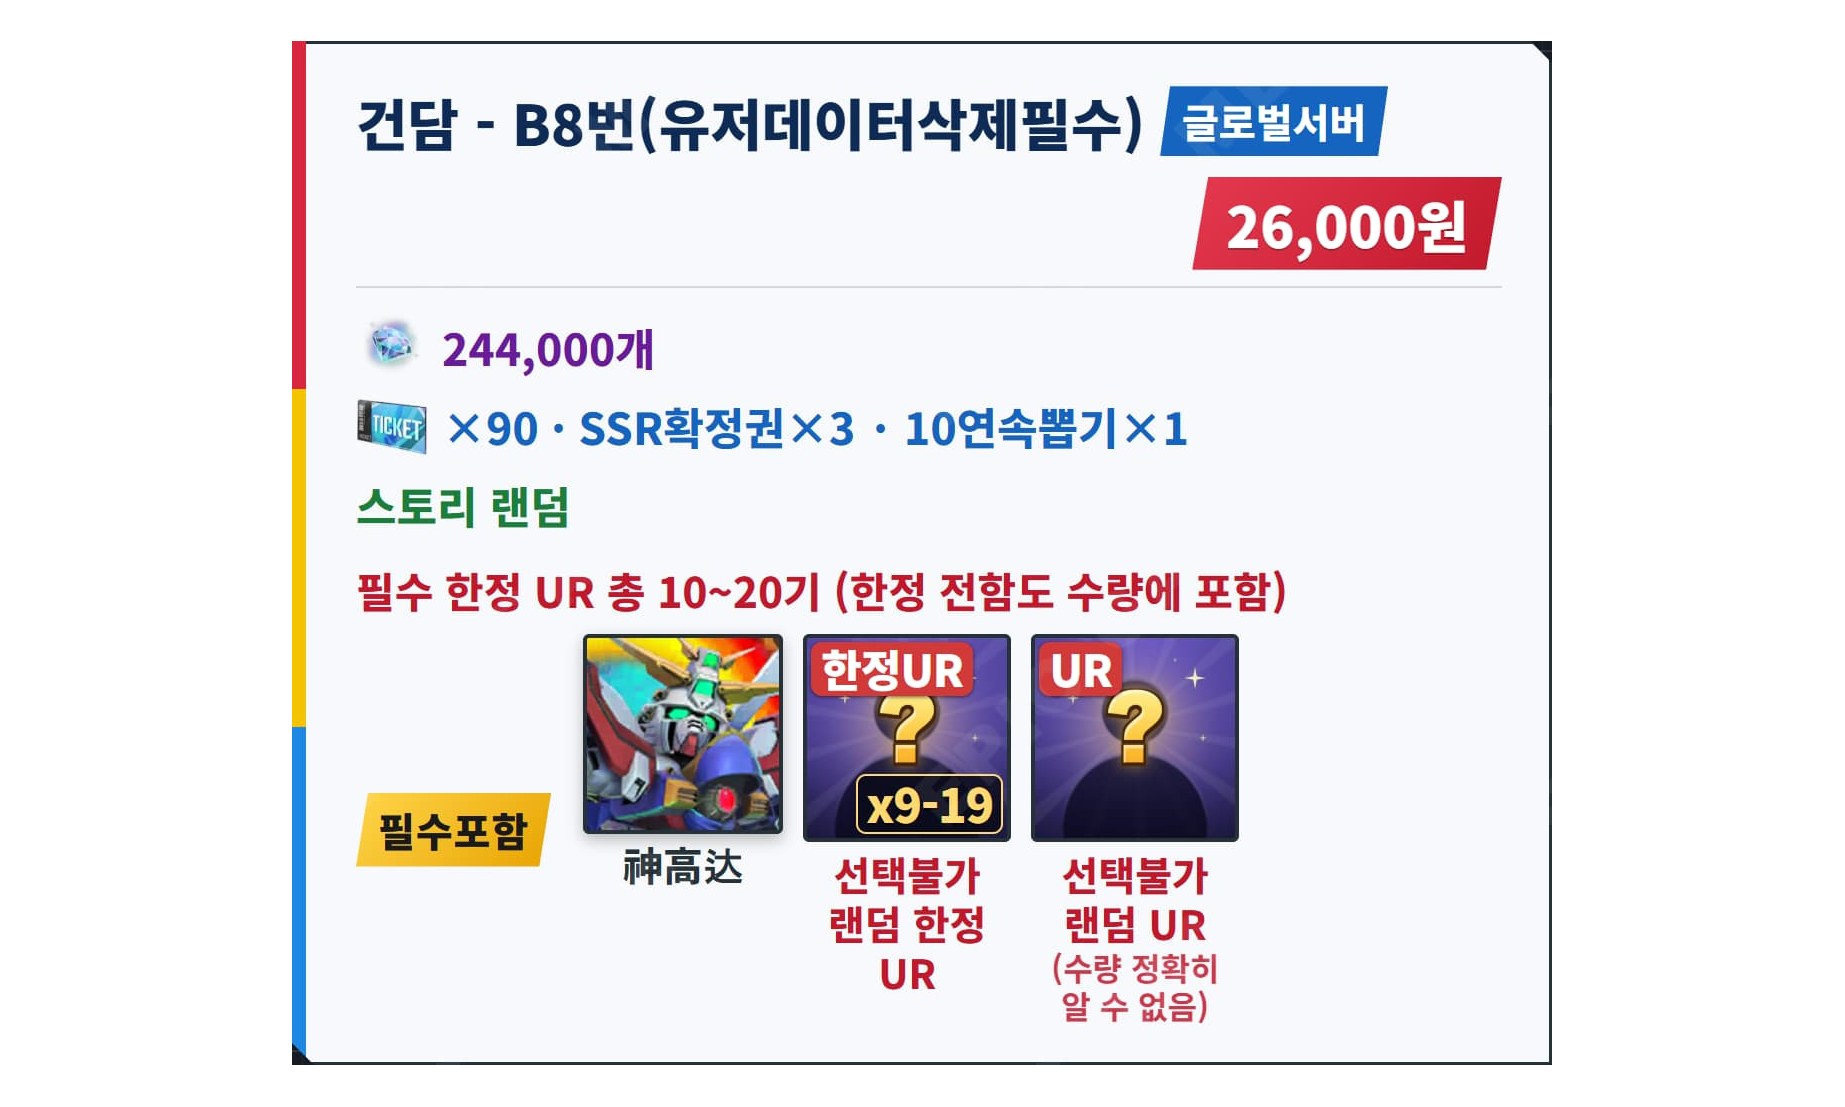 건담 - B8번(유저데이터삭제필수) 글로벌서버
26,000원
244,000개
TICKET ×90 · SSR확정권×3 · 10연속뽑기×1
스토리 랜덤
필수 한정 UR 총 10~20기 (한정 전함도 수량에 포함)
필수포함
神高达
한정UR
x9-19
선택불가
랜덤 한정
UR
UR
선택불가
랜덤 UR
(수량 정확히
알 수 없음)